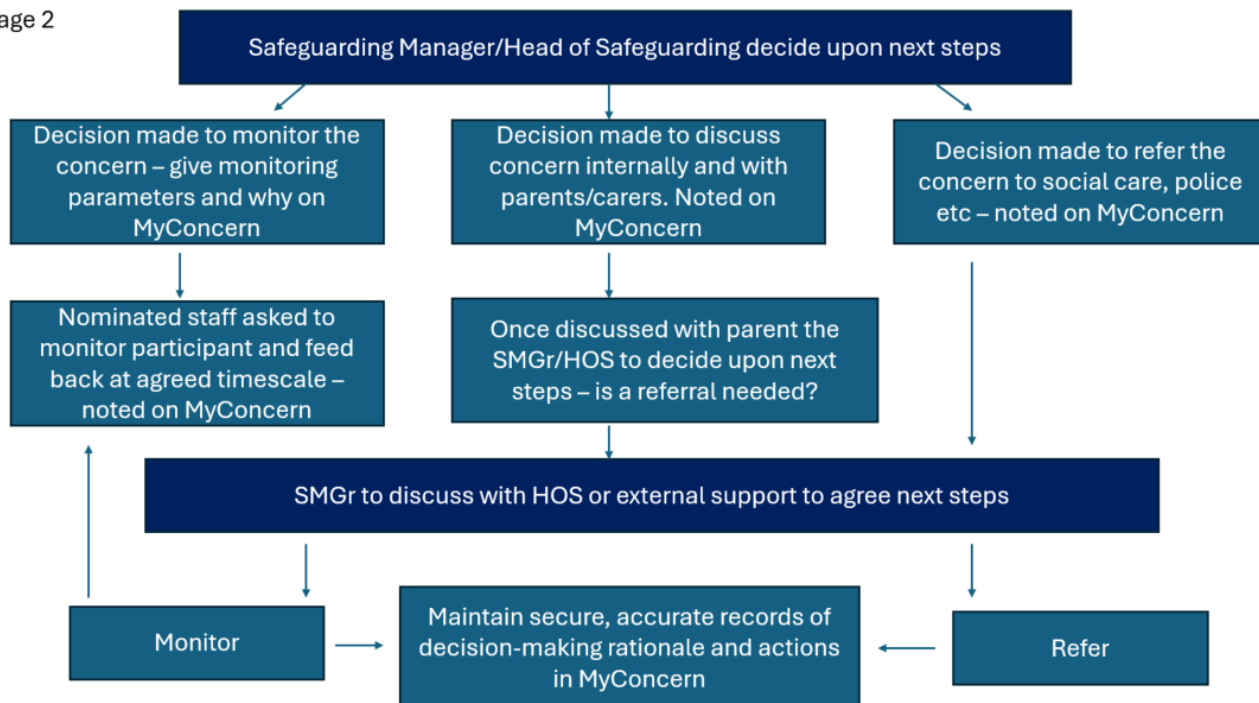 age 2
Safeguarding Manager/Head of Safeguarding decide upon next steps
Decision made to monitor the
concern – give monitoring
parameters and why on
MyConcern
Decision made to discuss
concern internally and with
parents/carers. Noted on
MyConcern
Decision made to refer the
concern to social care, police
etc – noted on MyConcern
Nominated staff asked to
monitor participant and feed
back at agreed timescale –
noted on MyConcern
Once discussed with parent the
SMGr/HOS to decide upon next
steps – is a referral needed?
SMGr to discuss with HOS or external support to agree next steps
Monitor
Maintain secure, accurate records of
decision-making rationale and actions
in MyConcern
Refer